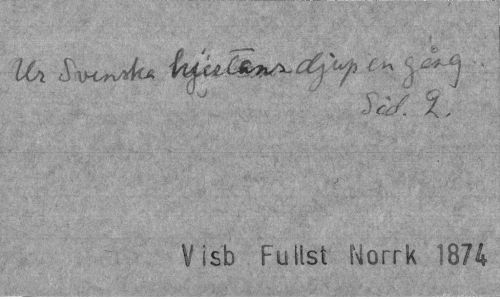 Ur Svenska hjertans djup en gång.
Sid. 2.
Visb Fullst Norrk 1874